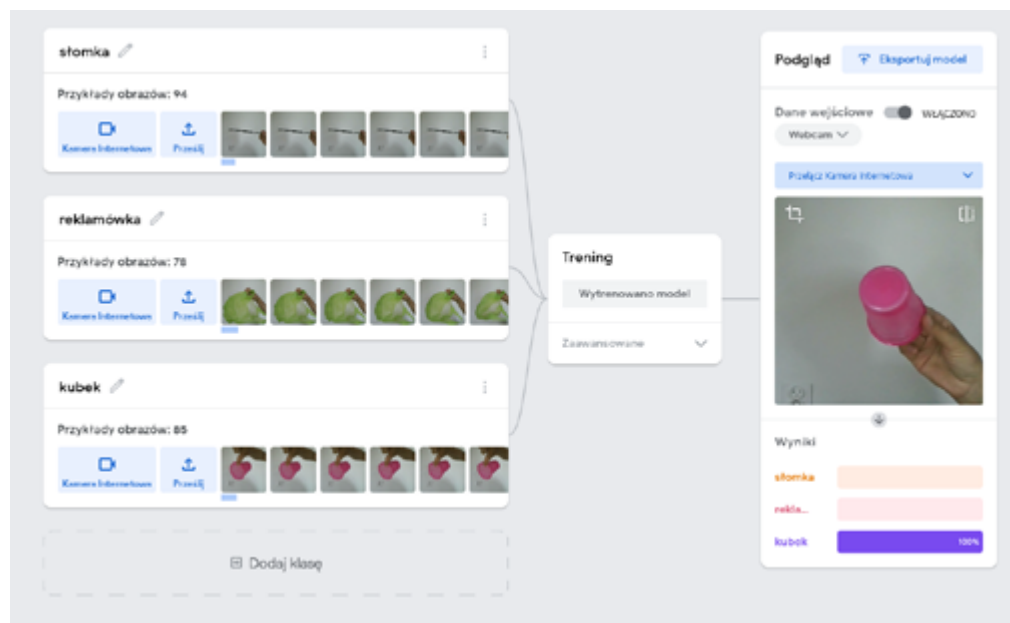 słomka
Przykłady obrazów: 94
Kamera Internetowa
Prześlij
reklamówka
Przykłady obrazów: 78
Kamera Internetowa
Prześlij
kubek
Przykłady obrazów: 85
Kamera Internetowa
Prześlij
Dodaj klasę
Trening
Wytrenowano model
Zaawansowane
Podgląd
Eksportuj model
Dane wejściowe
WŁĄCZONO
Webcam
Przełącz Kamera Internetowa
Wyniki
słomka
rekla...
kubek
100%